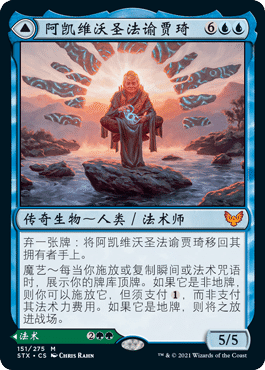 阿凯维沃圣法谕贾琦 6
传奇生物～人类／法术师
弃一张牌：将阿凯维沃圣法谕贾琦移回其
拥有者手上。
魔艺～每当你施放或复制瞬间或法术咒语
时，展示你的牌库顶牌。如果它是非地牌，
则你可以施放它，但须支付1，而非支付
其法术力费用。如果它是地牌，则将之放
进战场。
法术 2
5/5
151/275 M
STX • CS Chris Rahn
™ & © 2021 Wizards of the Coast